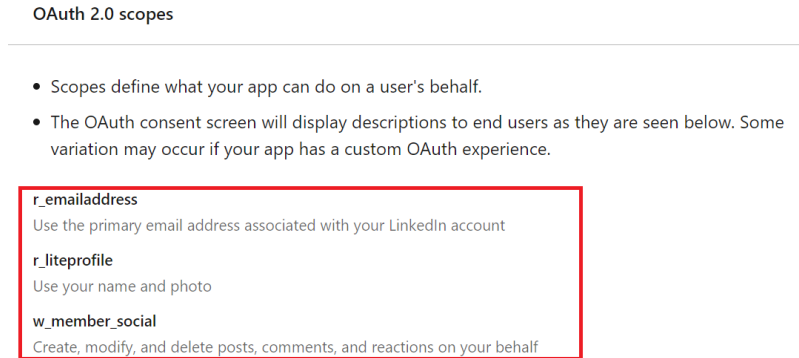 OAuth 2.0 scopes
Scopes define what your app can do on a user's behalf.
The OAuth consent screen will display descriptions to end users as they are seen below. Some
variation may occur if your app has a custom OAuth experience.
r_emailaddress
Use the primary email address associated with your LinkedIn account
r_liteprofile
Use your name and photo
w_member_social
Create, modify, and delete posts, comments, and reactions on your behalf